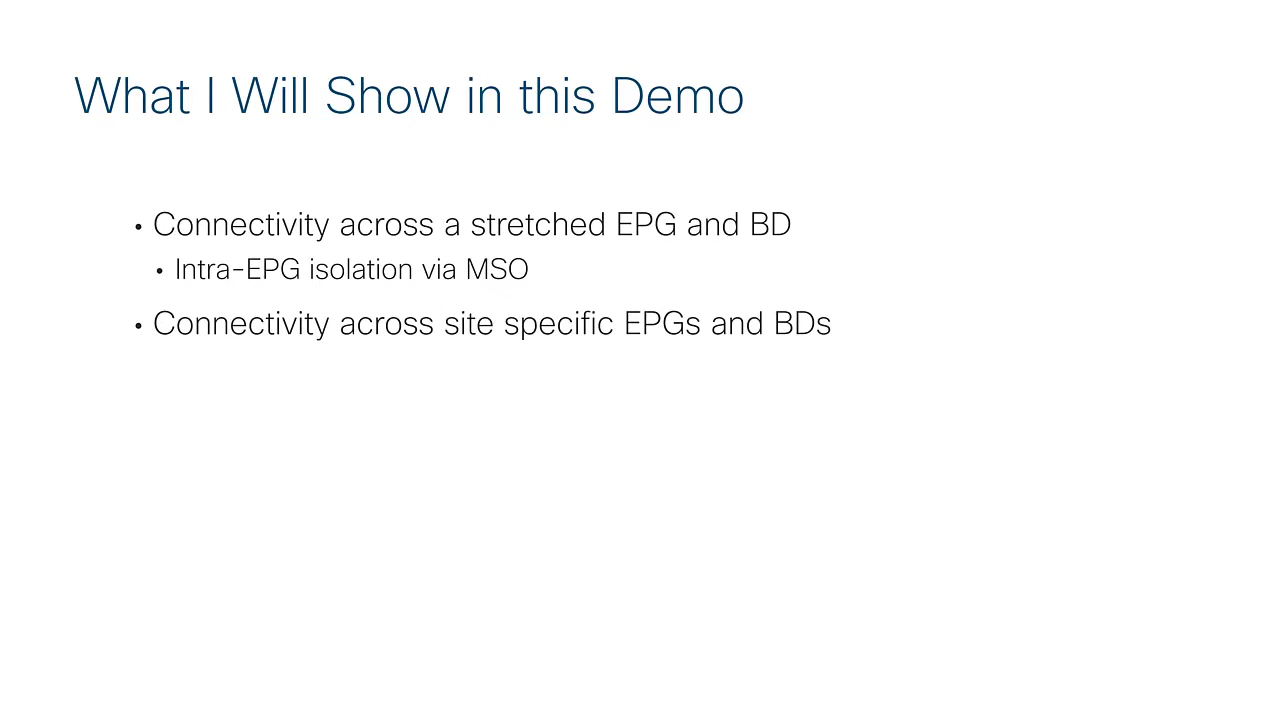 What I Will Show in this Demo
• Connectivity across a stretched EPG and BD
• Intra-EPG isolation via MSO
• Connectivity across site specific EPGs and BDs